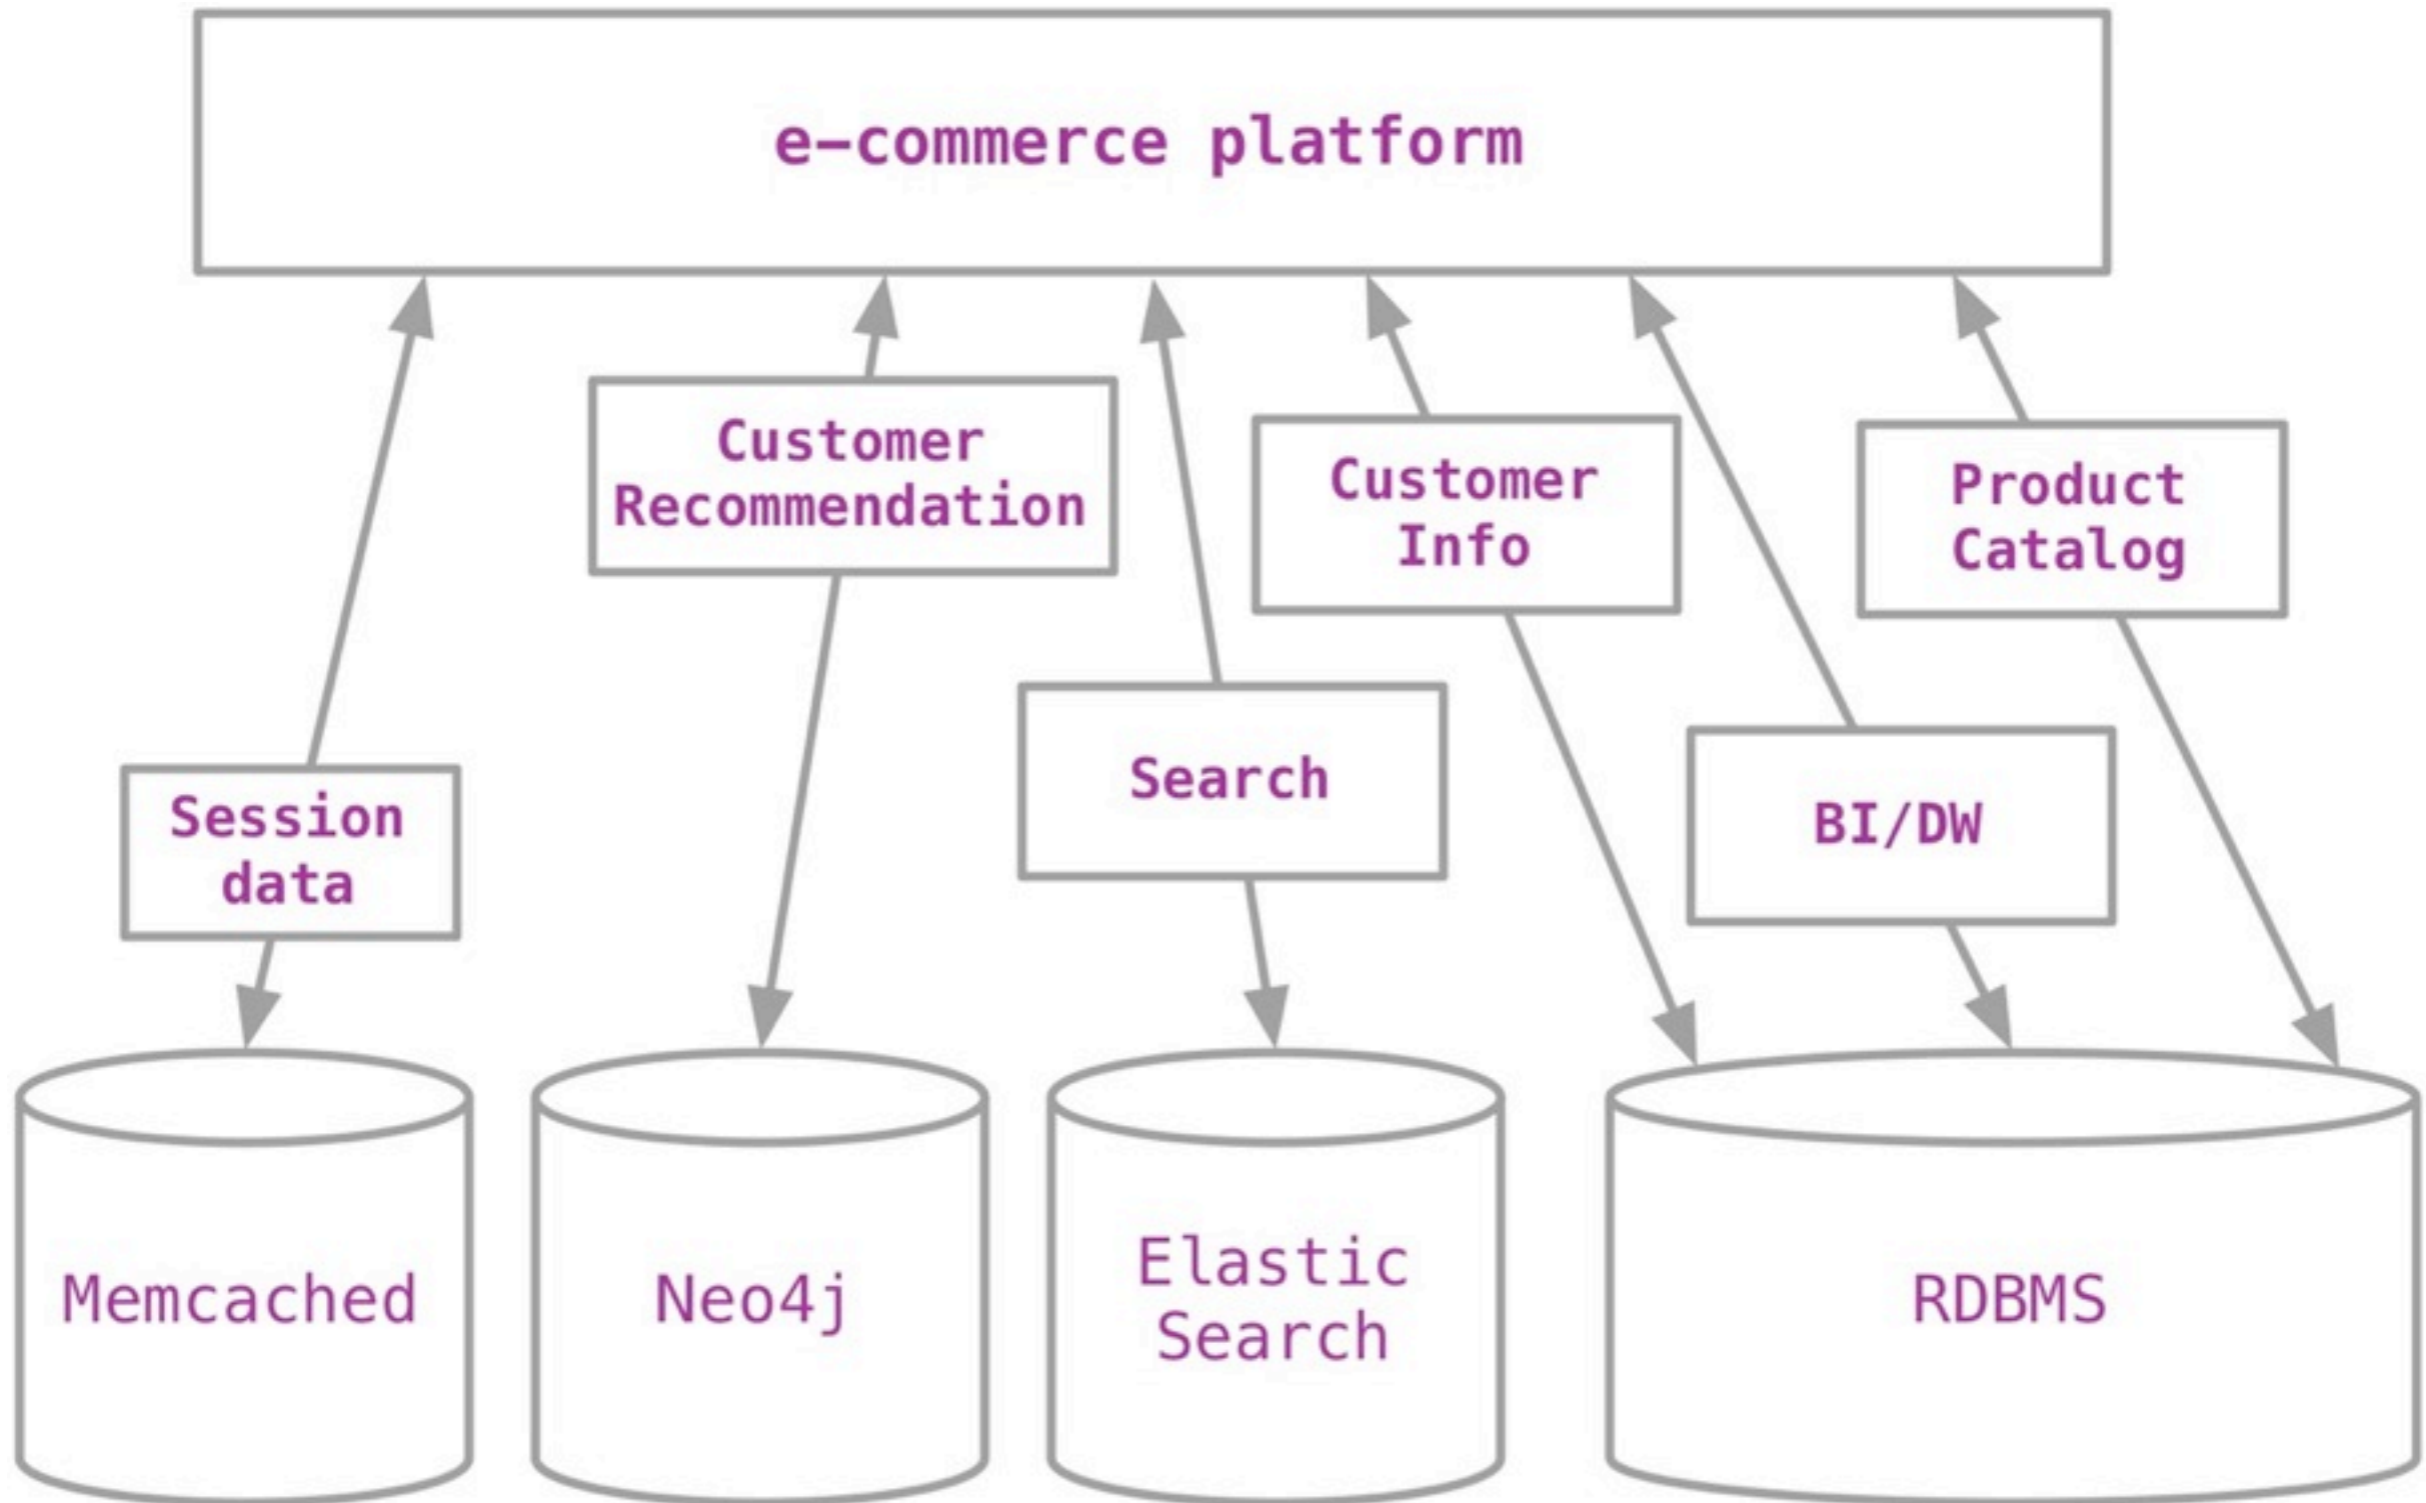 e-commerce platform
Customer
Recommendation
Customer
Info
Product
Catalog
Search
Session
data
BI/DW
Memcached
Neo4j
Elastic
Search
RDBMS